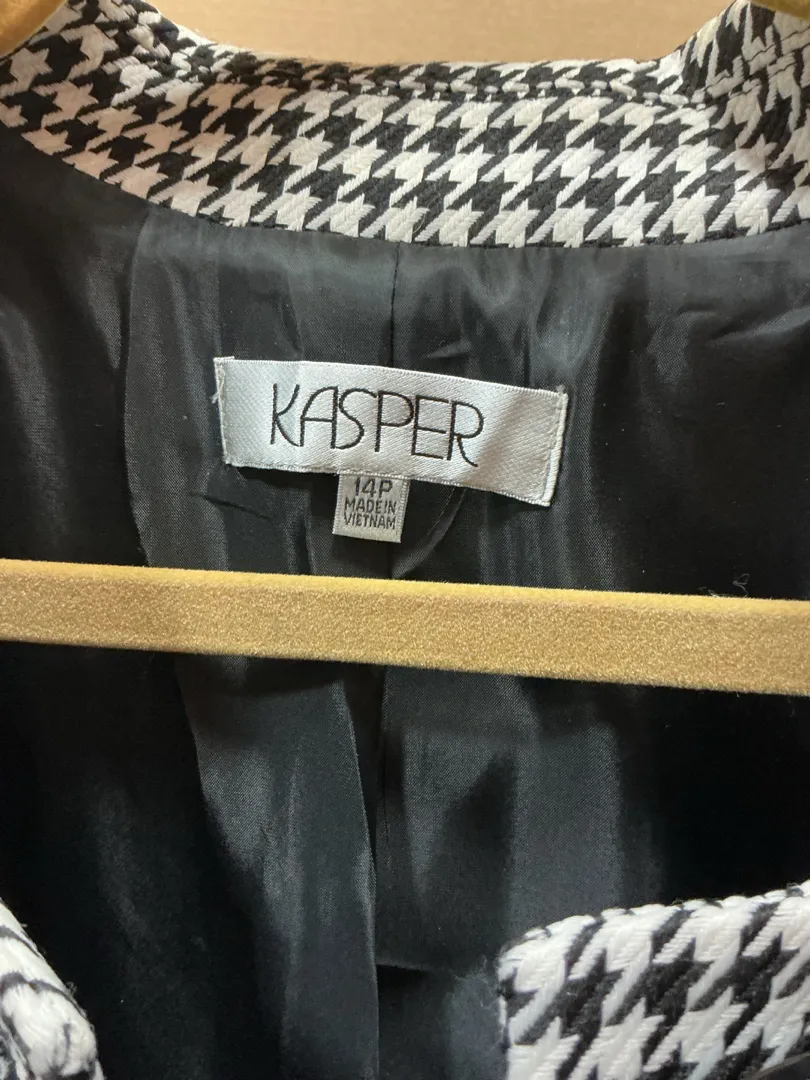 KASPER
14P
MADE IN
VIETNAM